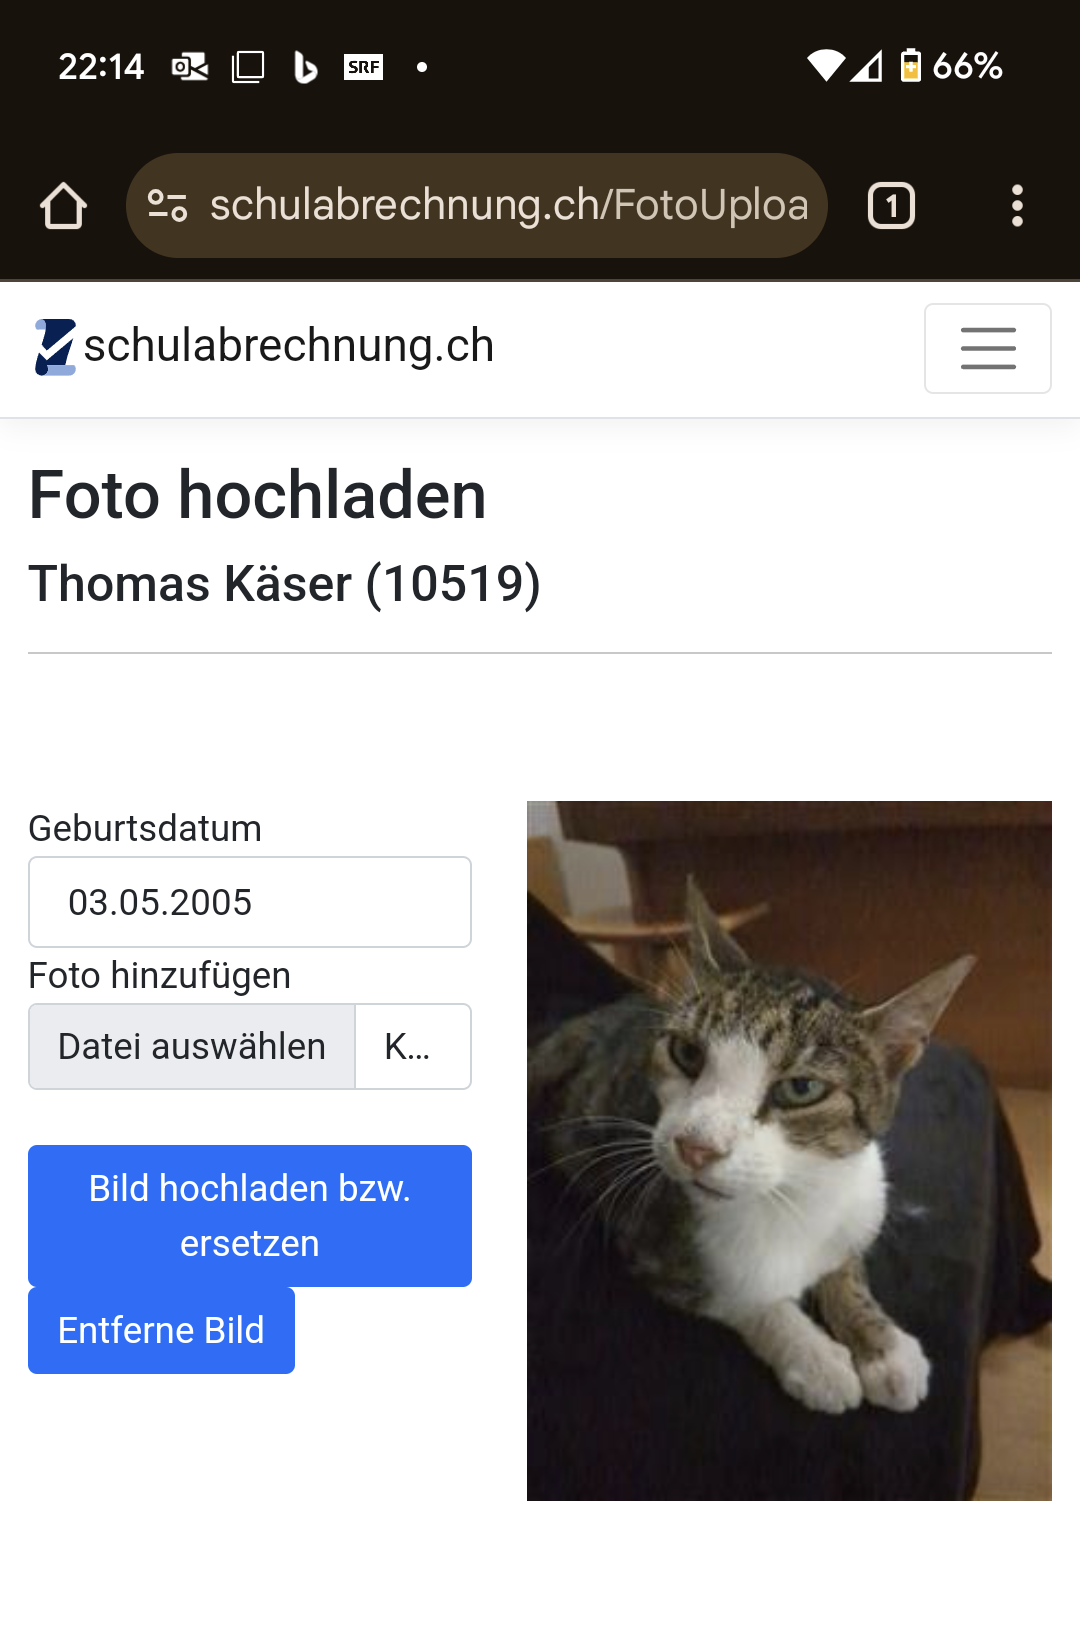 22:14 SRF 66%
schulabrechnung.ch/FotoUploa
1
schulabrechnung.ch
Foto hochladen
Thomas Käser (10519)
Geburtsdatum
03.05.2005
Foto hinzufügen
Datei auswählen K...
Bild hochladen bzw.
ersetzen
Entferne Bild